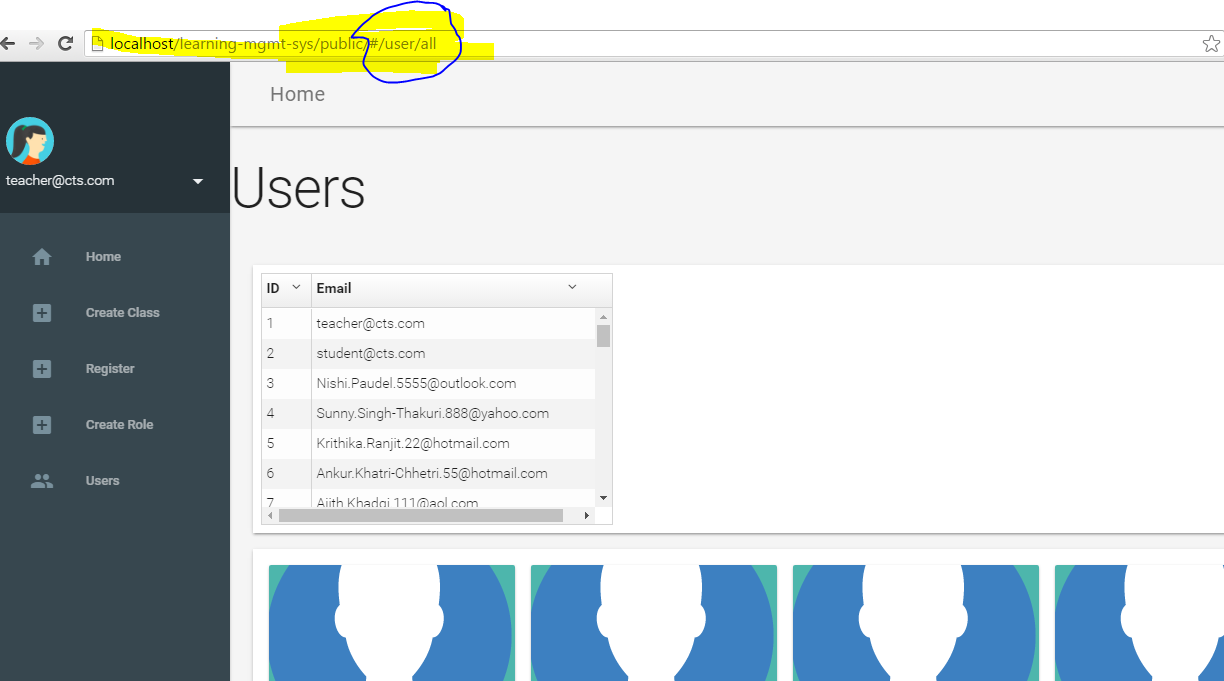 localhost/learning-mgmt-sys/public/#/user/all
Home
teacher@cts.com
Users
Home
Create Class
Register
Create Role
Users
ID Email
1 teacher@cts.com
2 student@cts.com
3 Nishi.Paudel.5555@outlook.com
4 Sunny.Singh-Thakuri.888@yahoo.com
5 Krithika.Ranjit.22@hotmail.com
6 Ankur.Khatri-Chhetri.55@hotmail.com
7 Ajith.Khadgi.111@aol.com